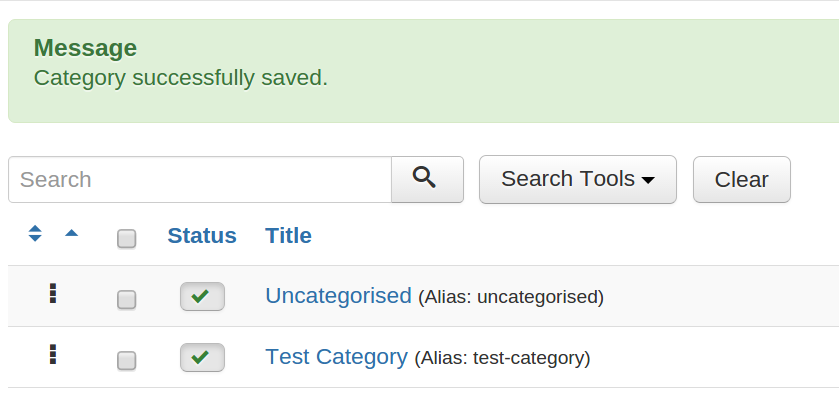 Message
Category successfully saved.
Search
Search Tools
Clear
Status Title
Uncategorised (Alias: uncategorised)
Test Category (Alias: test-category)